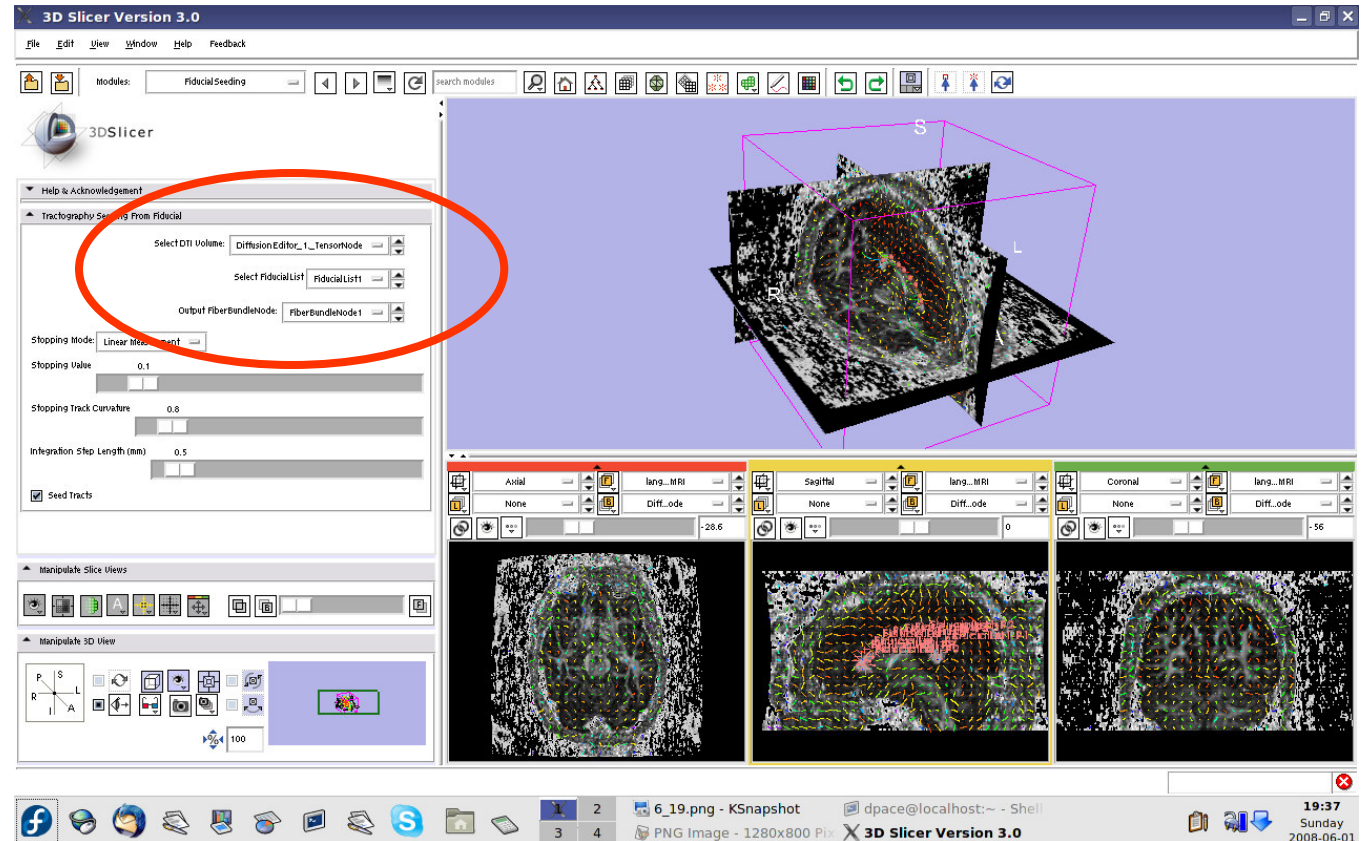 3D Slicer Version 3.0
File Edit View Window Help Feedback
Modules: FiducialSeeding search modules
3DSlicer
Help & Acknowledgement
Tractography Seeding From Fiducial
Select DTI Volume: DiffusionEditor_1._TensorNode
Select FiducialList FiducialList1
Output FiberBundleNode: FiberBundleNode1
Stopping Mode: Linear Measurement
Stopping Value 0.1
Stopping Track Curvature 0.8
Integration Step Length (mm) 0.5
Seed Tracts
Manipulate Slice Views
A
B F
Manipulate 3D View
P S
R L
I A
100
S
L
R
A
Axial F lang...MRI
L None B Diff...ode
-28.6
Sagittal F lang...MRI
L None B Diff...ode
0
Coronal F lang...MRI
L None B Diff...ode
-56
1 2
3 4
6_19.png - KSnapshot
PNG Image - 1280x800 Pix
dpace@localhost:~ - Shell
3D Slicer Version 3.0
19:37
Sunday
2008-06-01